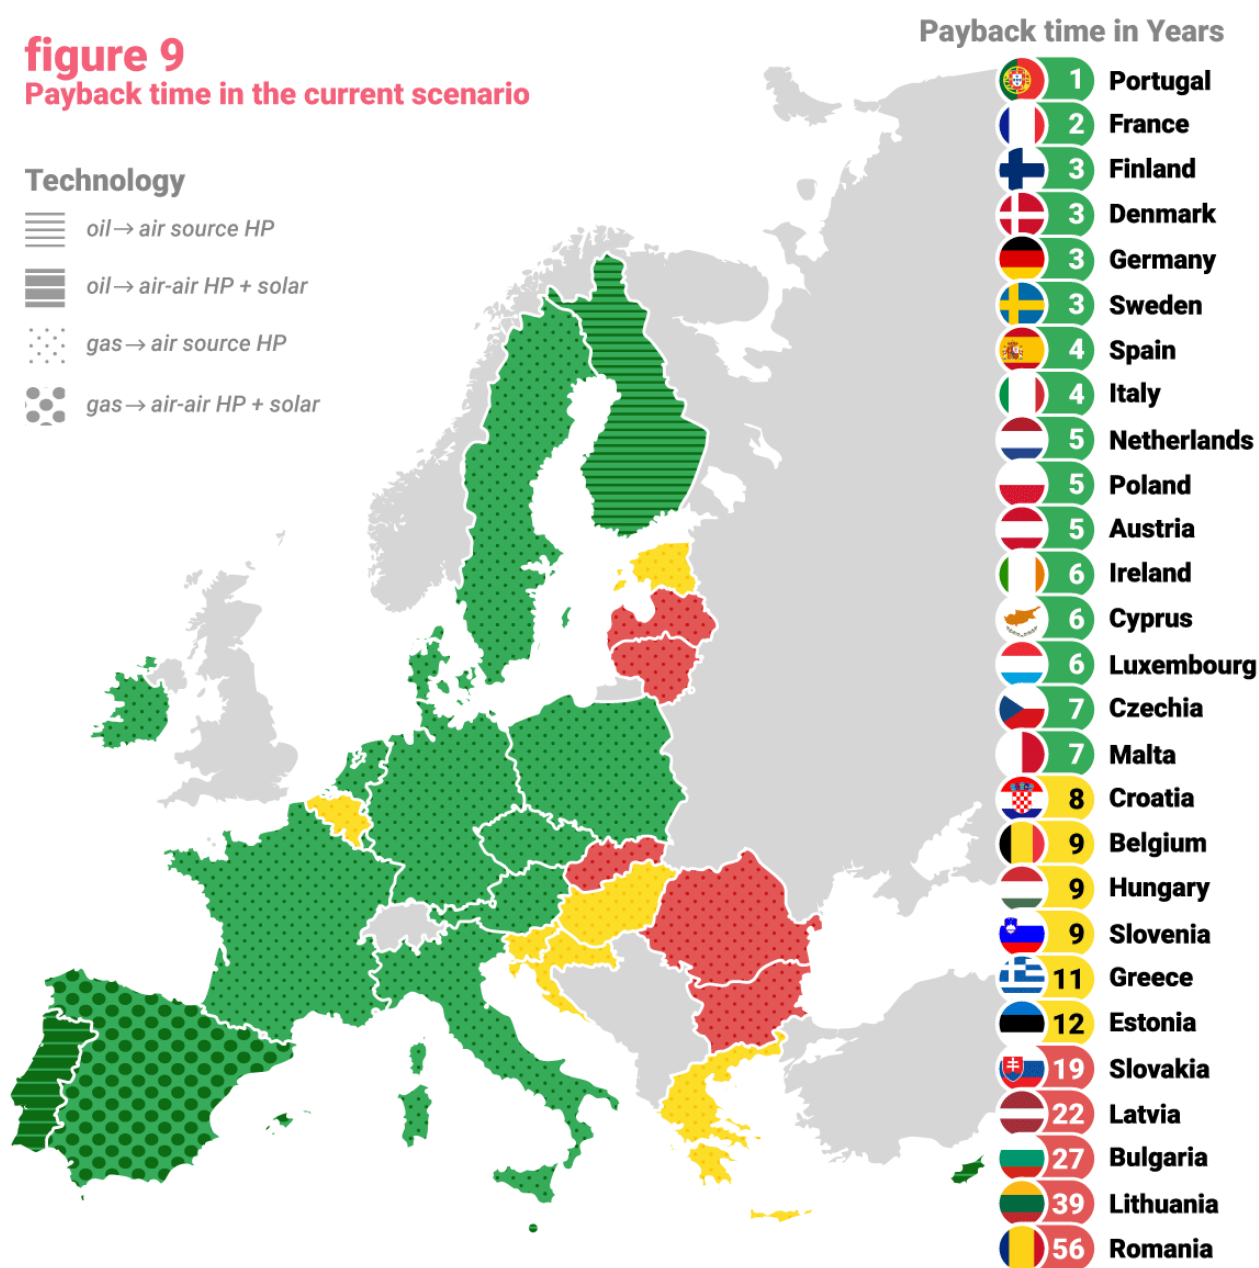 figure 9
Payback time in the current scenario
Technology
oil→ air source HP
oil→ air-air HP + solar
gas→ air source HP
gas→ air-air HP + solar
Payback time in Years
1 Portugal
2 France
3 Finland
3 Denmark
3 Germany
3 Sweden
4 Spain
4 Italy
5 Netherlands
5 Poland
5 Austria
6 Ireland
6 Cyprus
6 Luxembourg
7 Czechia
7 Malta
8 Croatia
9 Belgium
9 Hungary
9 Slovenia
11 Greece
12 Estonia
19 Slovakia
22 Latvia
27 Bulgaria
39 Lithuania
56 Romania